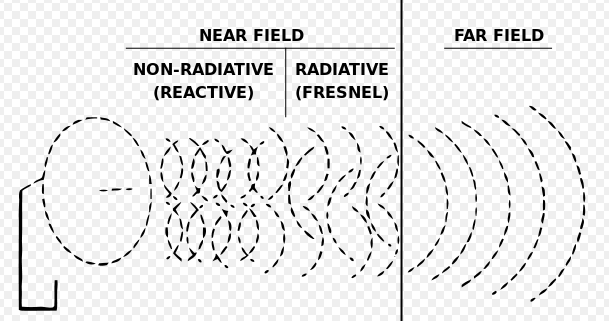 NEAR FIELD
FAR FIELD
NON-RADIATIVE
(REACTIVE)
RADIATIVE
(FRESNEL)